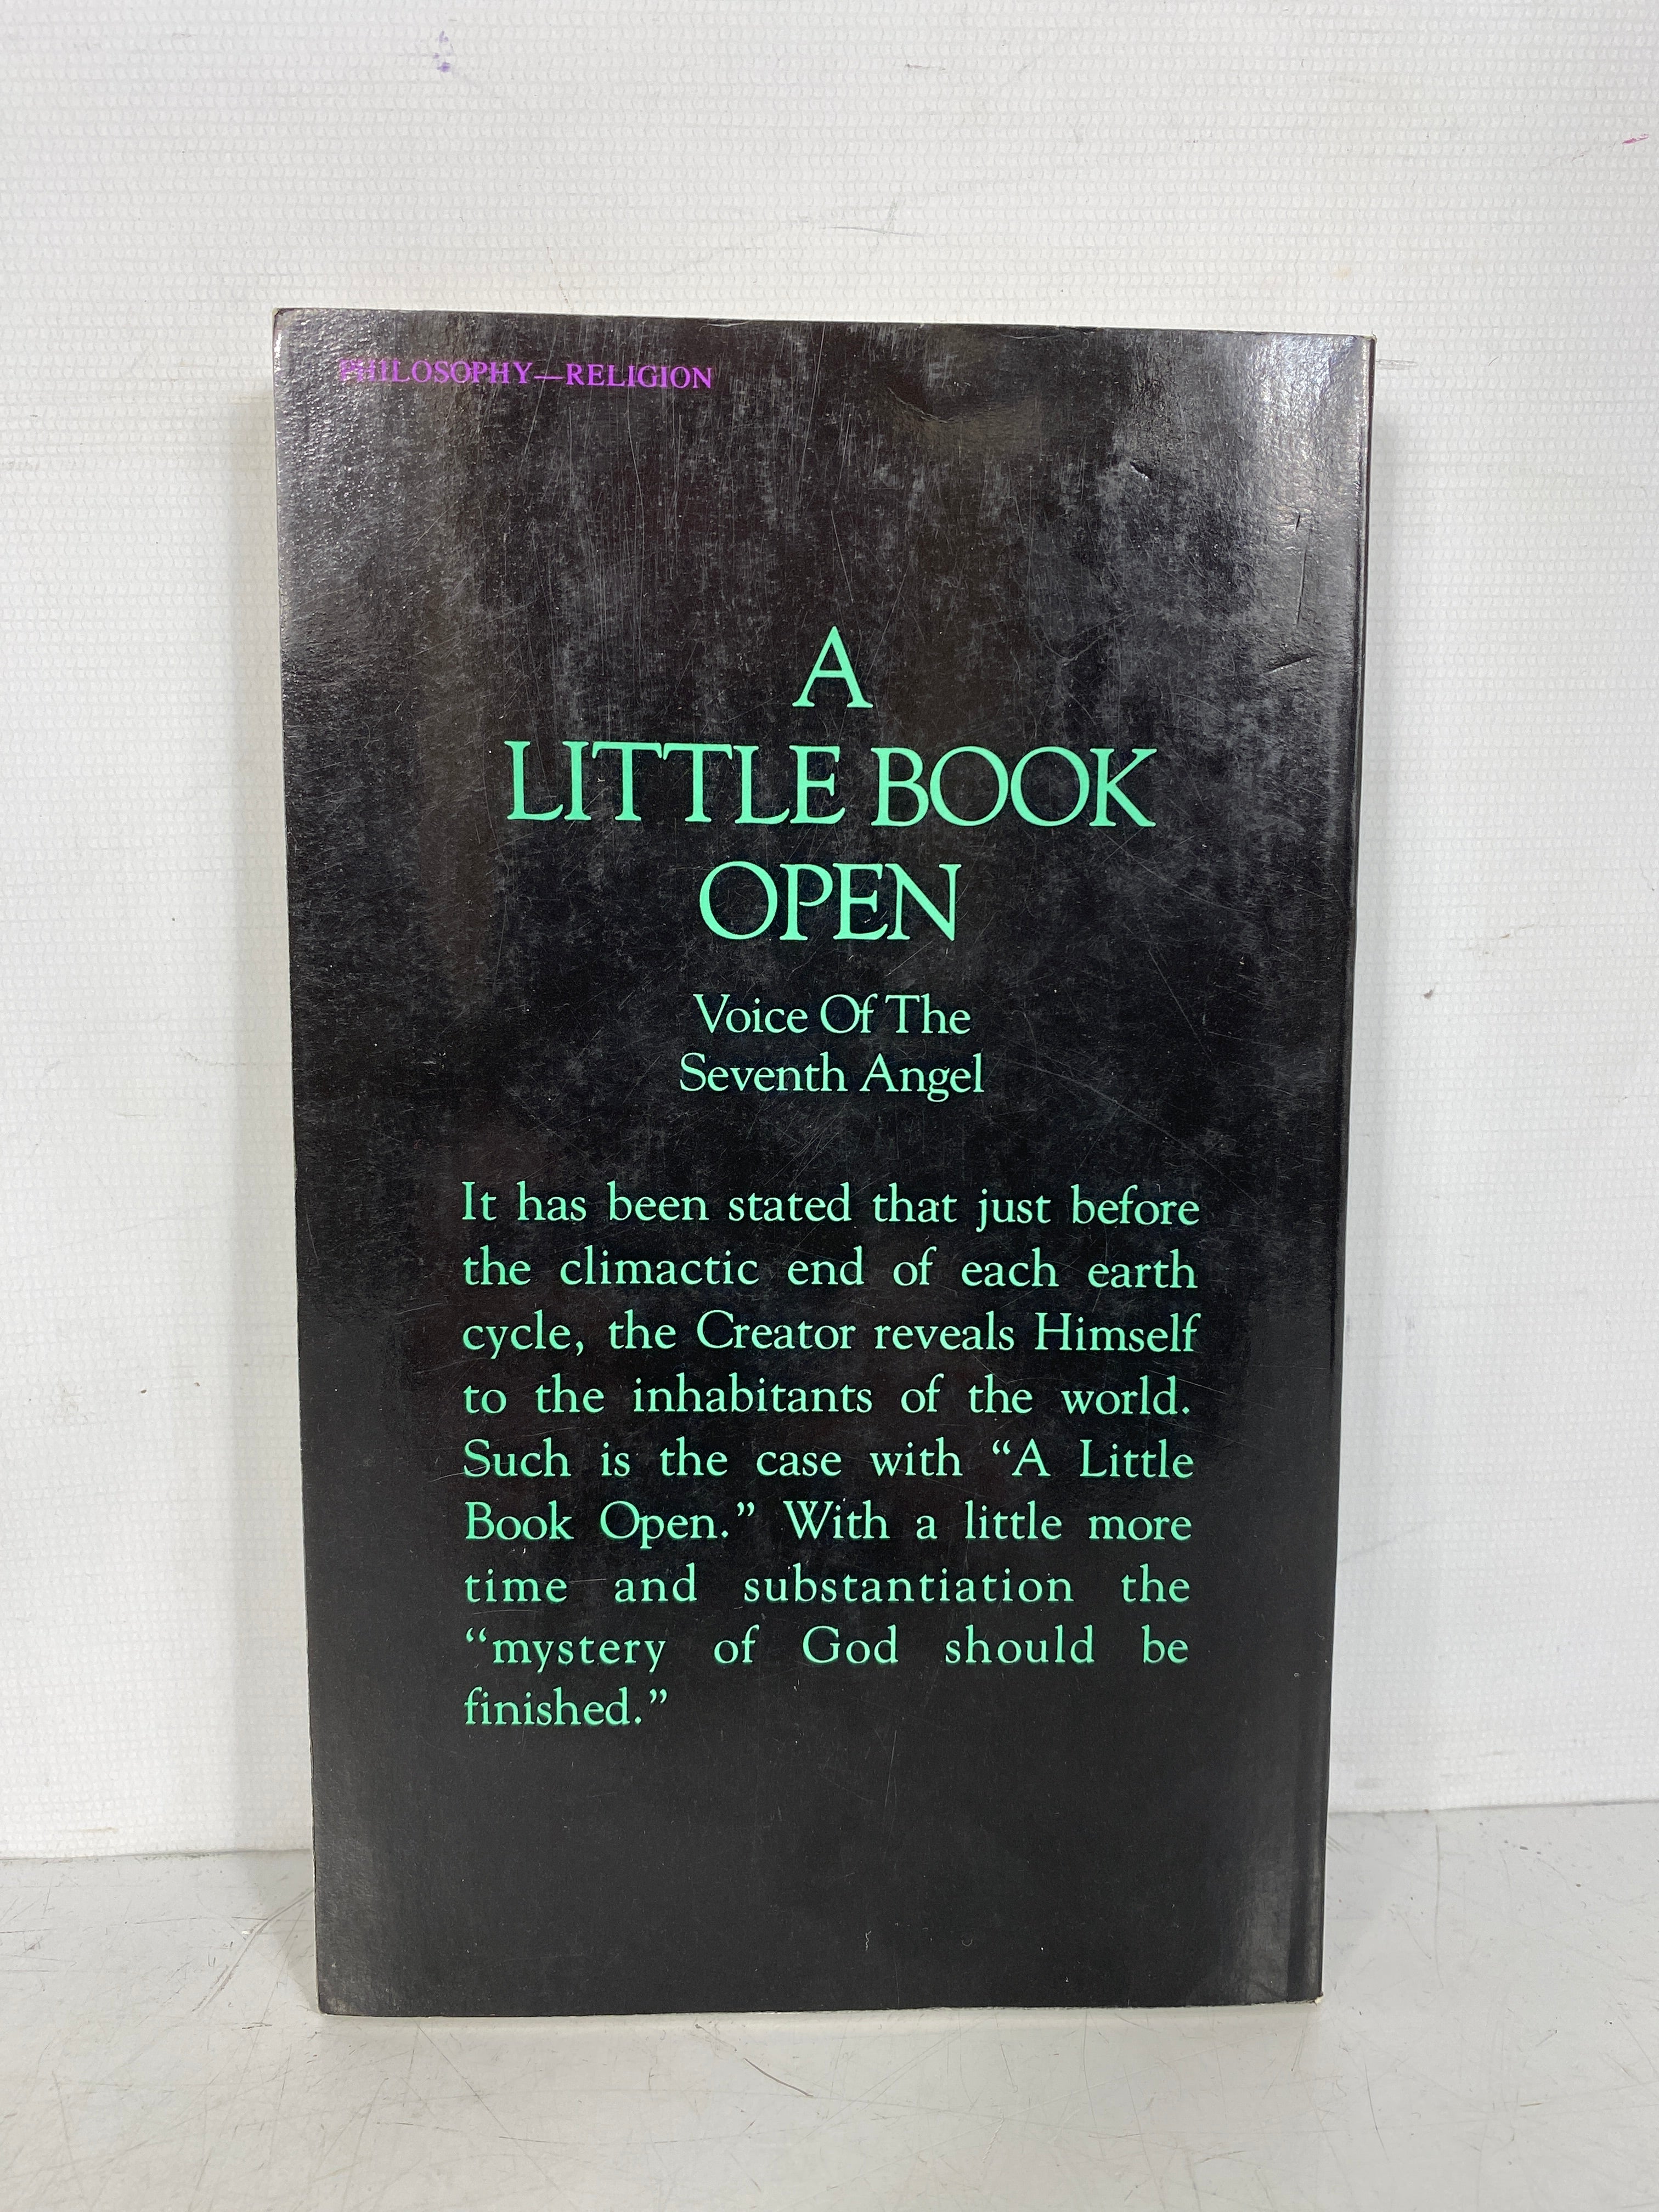 PHILOSOPHY—RELIGION
A
LITTLE BOOK
OPEN
Voice Of The
Seventh Angel
It has been stated that just before
the climactic end of each earth
cycle, the Creator reveals Himself
to the inhabitants of the world.
Such is the case with “A Little
Book Open.” With a little more
time and substantiation the
“mystery of God should be
finished.”